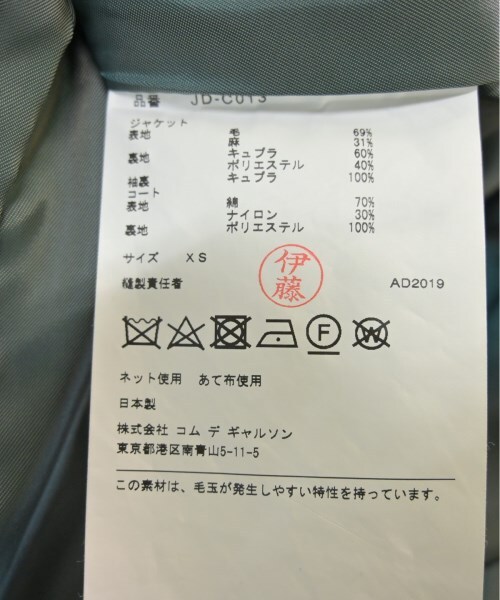 品番 JD-C013
ジャケット
表地 毛 69%
麻 31%
裏地 キュプラ 60%
ポリエステル 40%
袖裏 キュプラ 100%
コート
表地 綿 70%
ナイロン 30%
裏地 ポリエステル 100%
サイズ XS
縫製責任者 伊藤 AD2019
F W
ネット使用 あて布使用
日本製
株式会社 コム デ ギャルソン
東京都港区南青山5-11-5
この素材は、毛玉が発生しやすい特性を持っています。